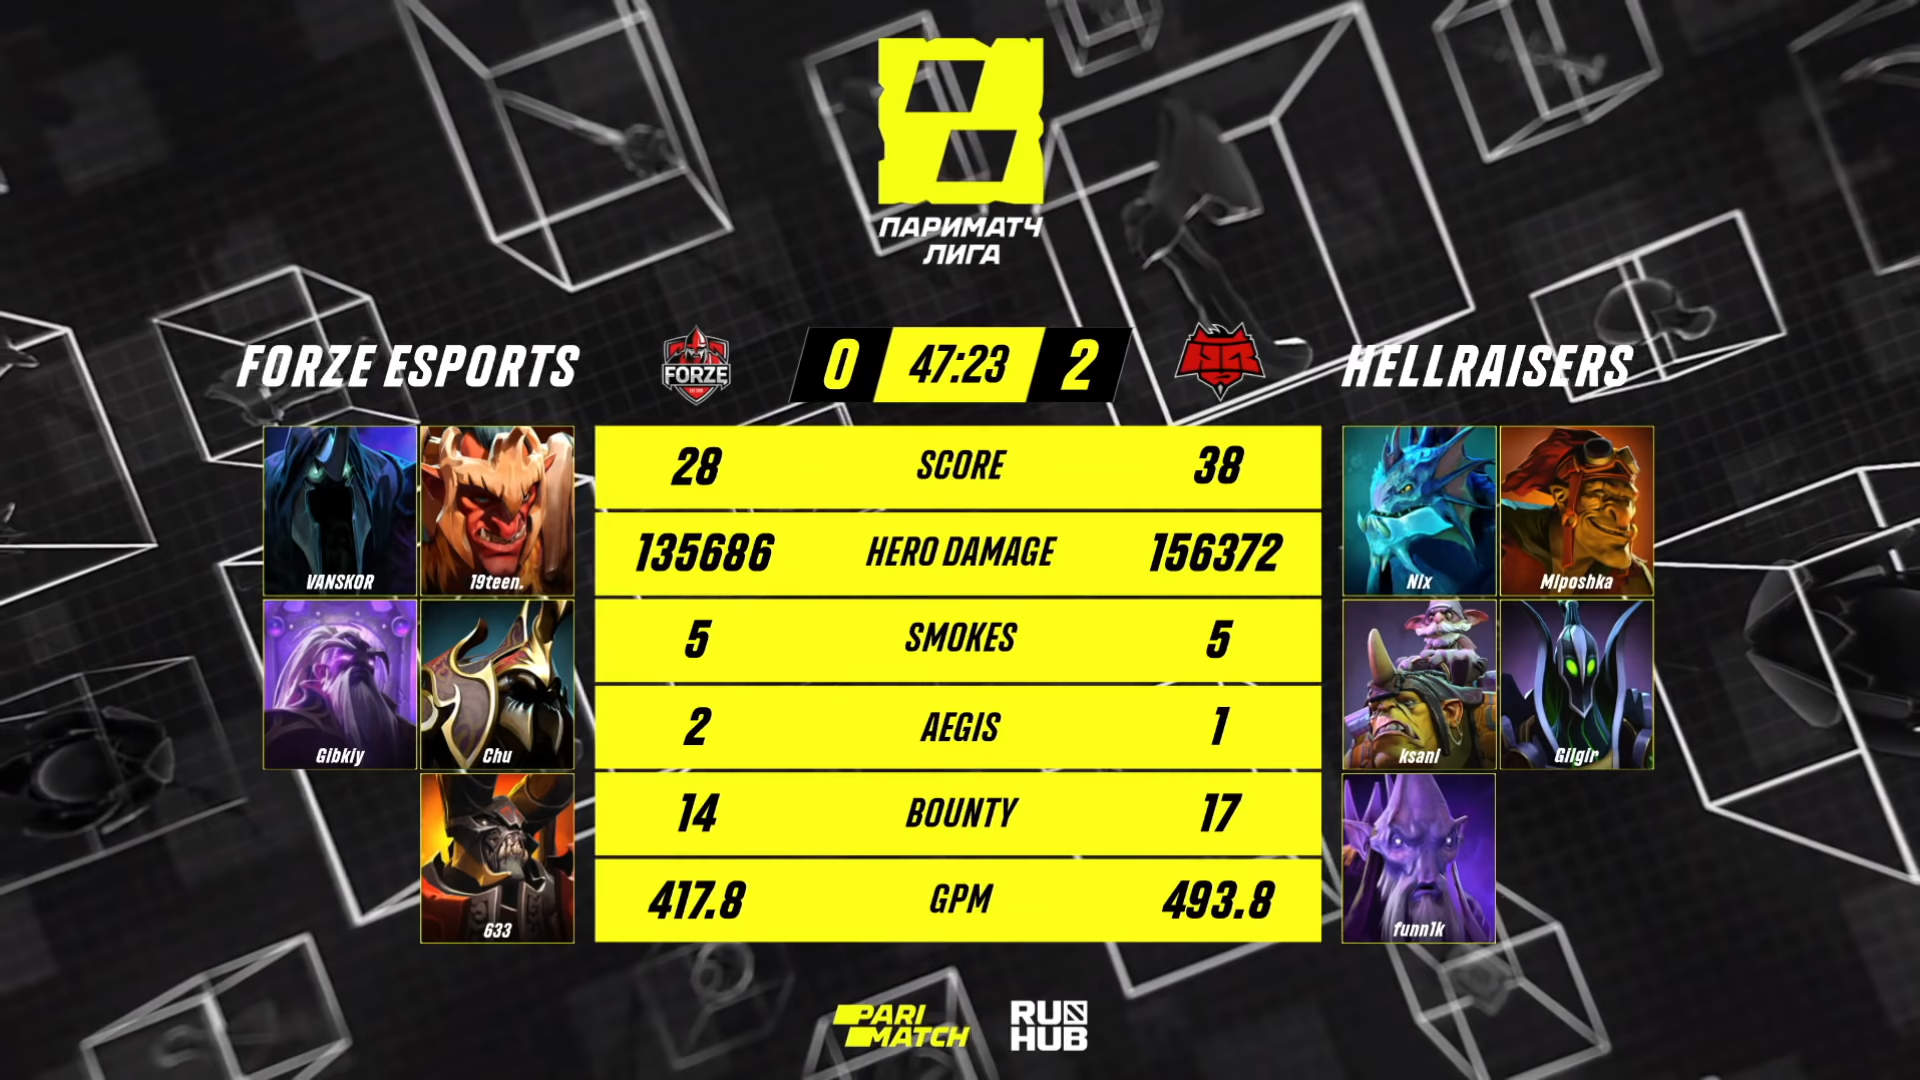 ПАРИМАТЧ
ЛИГА
FORZE ESPORTS
FORZE
0
47:23
2
HELLRAISERS
VANSKOR
19teen.
28
SCORE
38
135686
HERO DAMAGE
156372
Nix
Miposhka
Gibkiy
Chu
5
SMOKES
5
2
AEGIS
1
ksani
Gilgir
633
14
BOUNTY
17
417.8
GPM
493.8
funn1k
PARI
MATCH
RU
HUB